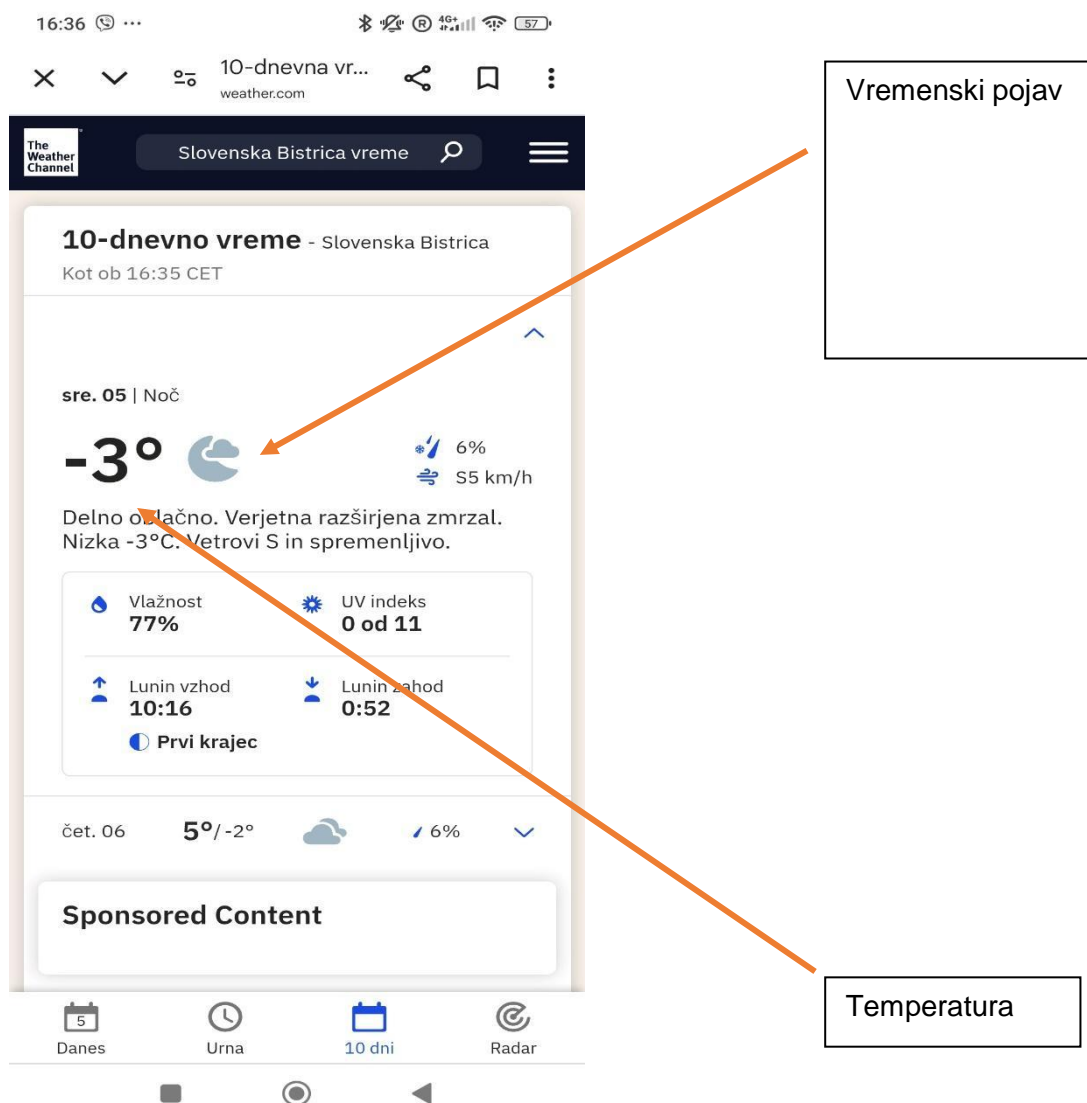 16:36
4G+
57
10-dnevna vr...
weather.com
The
Weather
Channel
Slovenska Bistrica vreme
Vremenski pojav
10-dnevno vreme - Slovenska Bistrica
Kot ob 16:35 CET
sre. 05 | Noč
-3°
6%
S5 km/h
Delno oblačno. Verjetna razširjena zmrzal.
Nizka -3°C. Vetrovi S in spremenljivo.
Vlažnost
77%
UV indeks
0 od 11
Lunin vzhod
10:16
Lunin zahod
0:52
Prvi krajec
čet. 06 5°/-2° 6%
Sponsored Content
Temperatura
5
Danes
Urna
10 dni
Radar